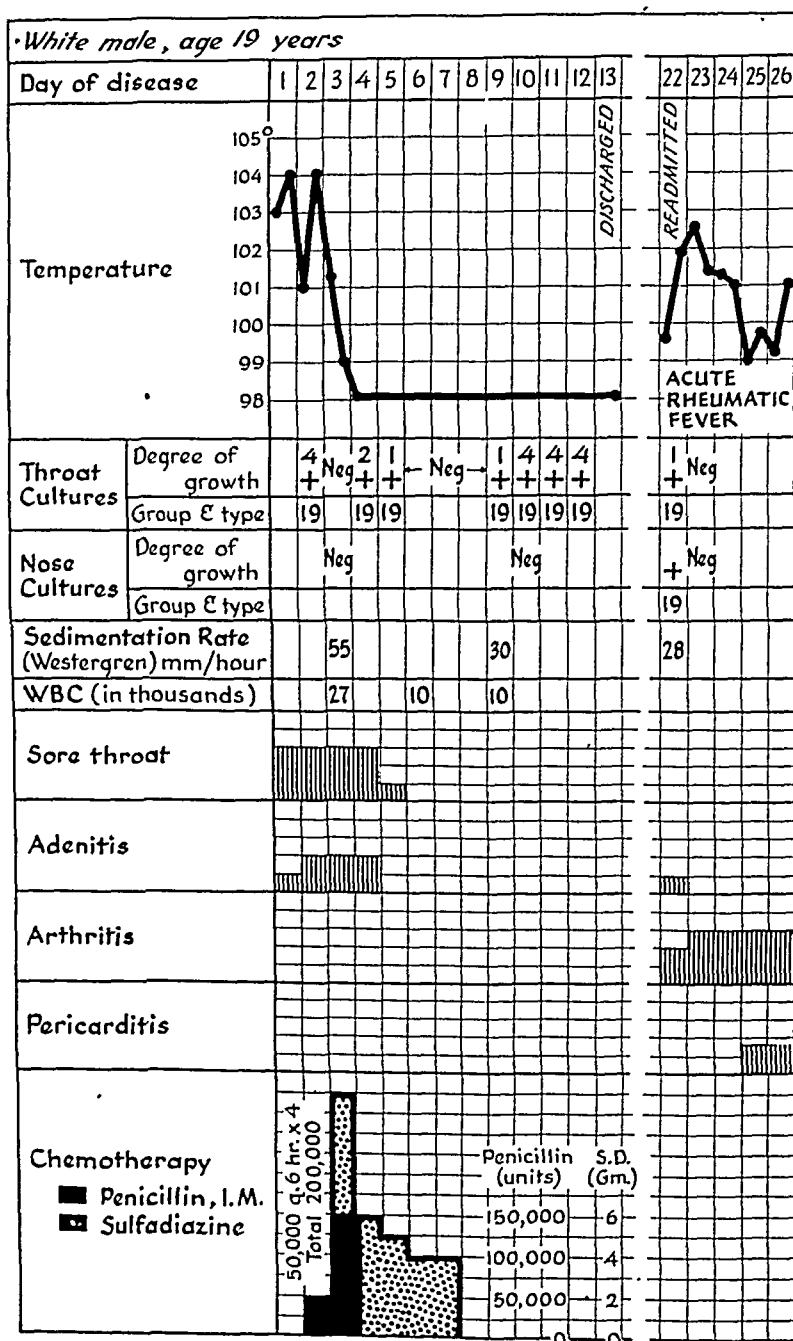 White male, age 19 years
Day of disease 1 2 3 4 5 6 7 8 9 10 11 12 13 22 23 24 25 26
DISCHARGED
READMITTED
Temperature
105°
104
103
102
101
100
99
98
ACUTE
RHEUMATIC
FEVER
Throat
Cultures
Degree of
growth
4+ Neg 2+ 1+ ← Neg → 1+ 4+ 4+ 4+ 1+ Neg
Group & type 19 19 19 19 19 19 19 19
Nose
Cultures
Degree of
growth
Neg Neg + Neg
Group & type 19
Sedimentation Rate
(Westergren) mm/hour 55 30 28
WBC (in thousands) 27 10 10
Sore throat
Adenitis
Arthritis
Pericarditis
Chemotherapy
Penicillin, I.M.
Sulfadiazine
50,000 q.6 hr. x 4
Total 200,000
Penicillin S.D.
(units) (Gm.)
150,000 6
100,000 4
50,000 2
0 0